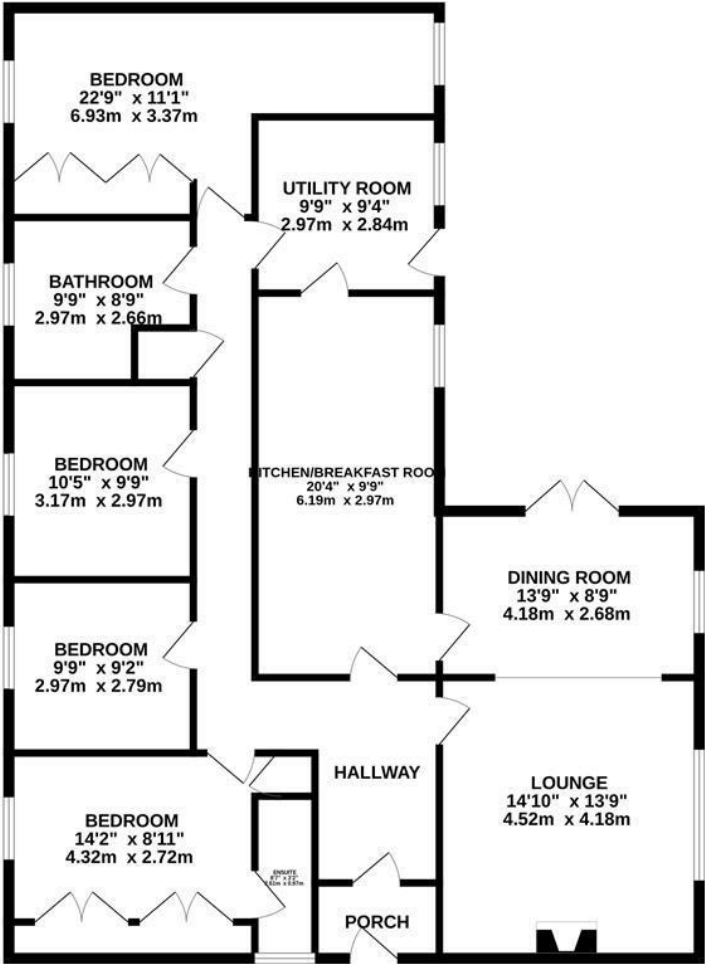 BEDROOM
22'9" x 11'1"
6.93m x 3.37m
UTILITY ROOM
9'9" x 9'4"
2.97m x 2.84m
BATHROOM
9'9" x 8'9"
2.97m x 2.66m
BEDROOM
10'5" x 9'9"
3.17m x 2.97m
KITCHEN/BREAKFAST ROOM
20'4" x 9'9"
6.19m x 2.97m
DINING ROOM
13'9" x 8'9"
4.18m x 2.68m
BEDROOM
9'9" x 9'2"
2.97m x 2.79m
HALLWAY
LOUNGE
14'10" x 13'9"
4.52m x 4.18m
BEDROOM
14'2" x 8'11"
4.32m x 2.72m
ENSUITE
PORCH